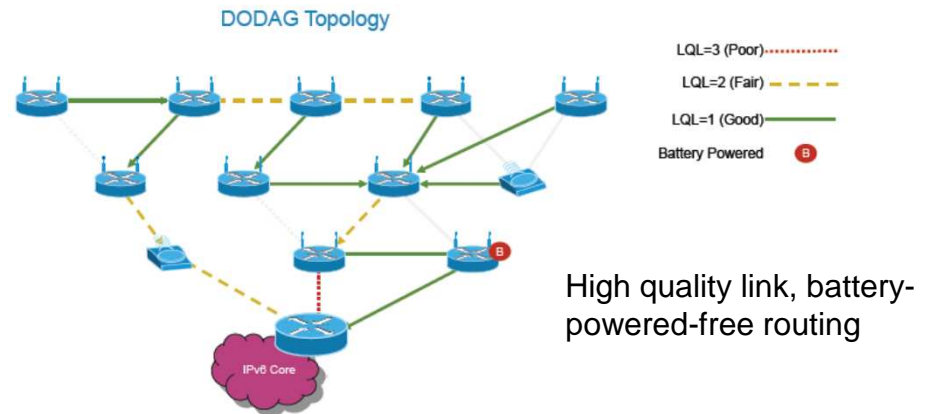 DODAG Topology
LQL=3 (Poor)
LQL=2 (Fair)
LQL=1 (Good)
Battery Powered B
B
High quality link, battery-
powered-free routing
IPv6 Core